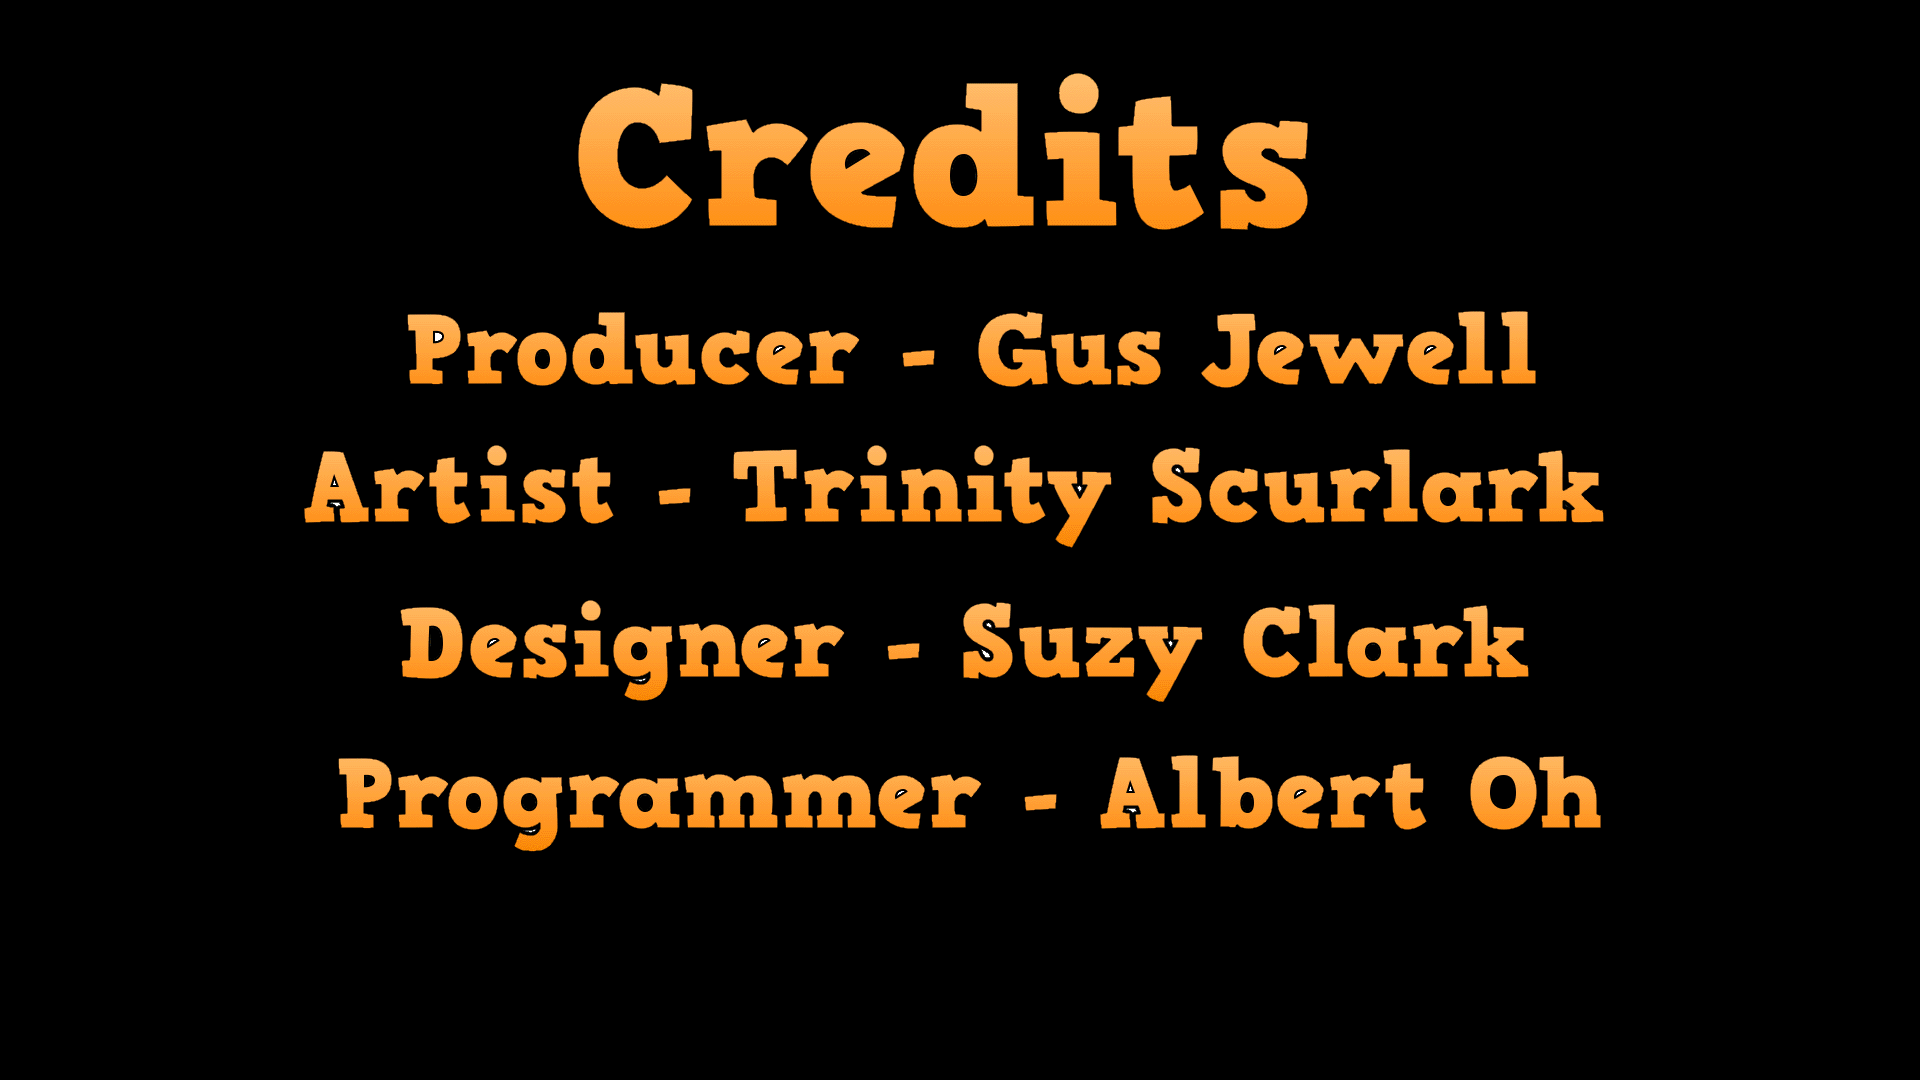 Credits
Producer - Gus Jewell
Artist - Trinity Scurlark
Designer - Suzy Clark
Programmer - Albert Oh